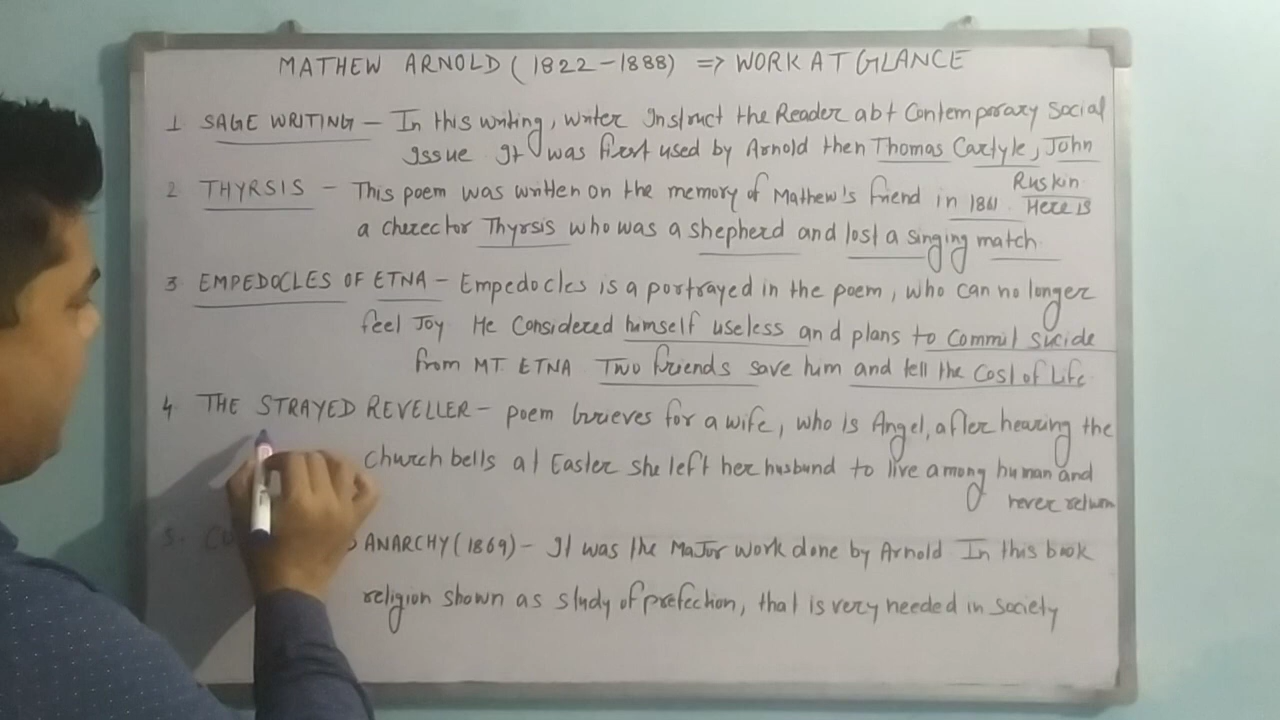 MATHEW ARNOLD (1822-1888) => WORK AT GLANCE
1 SAGE WRITING - In this writing, writer Instruct the Reader abt Contemporary Social
Issue It was first used by Arnold then Thomas Carlyle, John
Ruskin
2 THYRSIS - This poem was written on the memory of Mathew's friend in 1861 Here is
a cherector Thyrsis who was a shepherd and lost a singing match
3 EMPEDOCLES OF ETNA - Empedocles is a portrayed in the poem, who can no longer
feel Joy He Considered himself useless and plans to Commit Sucide
from MT ETNA Two friends save him and tell the Cost of Life
4 THE STRAYED REVELLER - poem for a wife, who is Angel, after hearing the
church bells at Easter she left her husbund to live among human and
never return
5. ANARCHY (1869) - It was the Major work done by Arnold In this book
religion shown as study of prefection, that is very needed in society